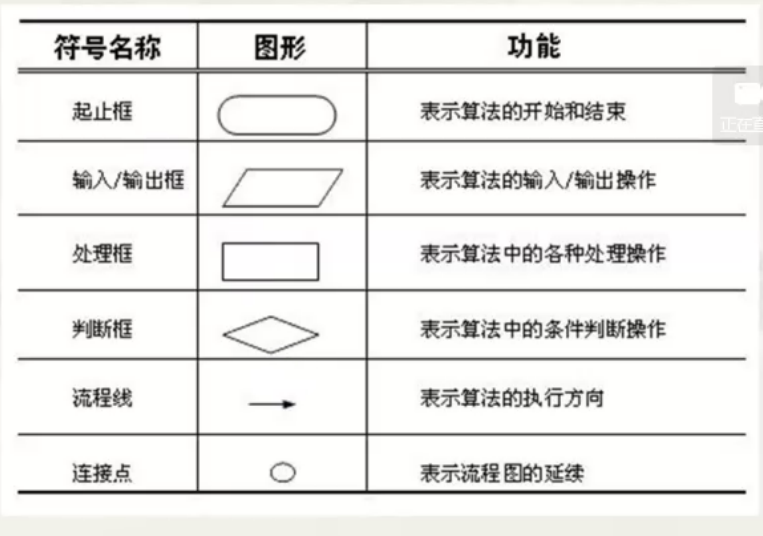 符号名称 图形 功能
起止框 表示算法的开始和结束
正在直
输入/输出框 表示算法的输入/输出操作
处理框 表示算法中的各种处理操作
判断框 表示算法中的条件判断操作
流程线 表示算法的执行方向
连接点 表示流程图的延续